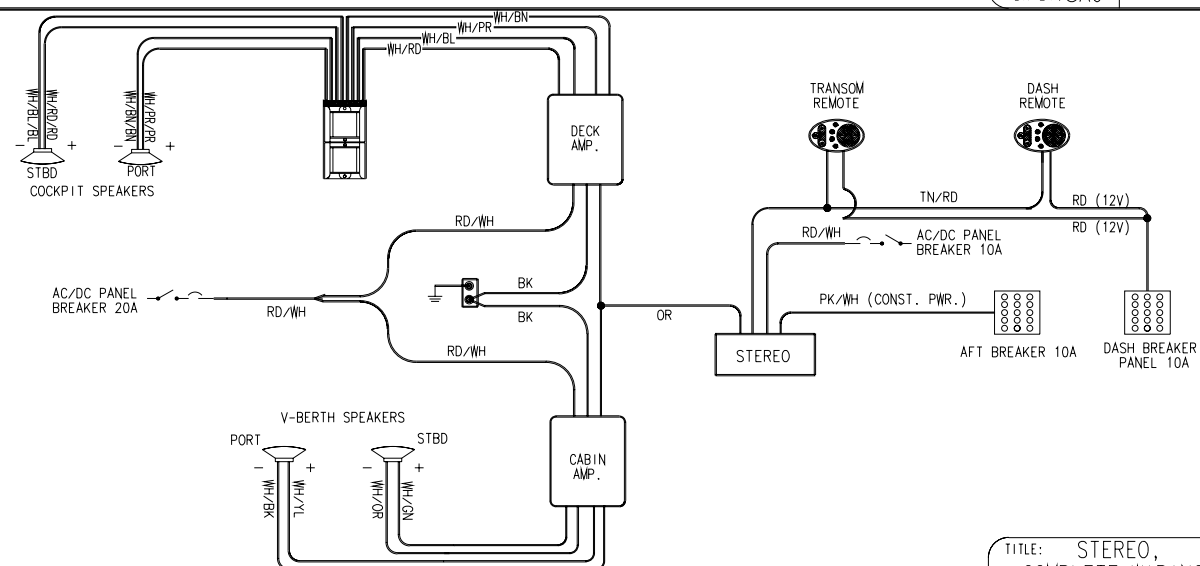 WH/BN
WH/PR
WH/BL
WH/RD
WH/BL/BL
WH/RD/RD
WH/BN/BN
WH/PR/PR
- +
- +
STBD
PORT
COCKPIT SPEAKERS
DECK
AMP.
TRANSOM
REMOTE
DASH
REMOTE
TN/RD
RD (12V)
RD (12V)
RD/WH
AC/DC PANEL
BREAKER 10A
RD/WH
BK
BK
AC/DC PANEL
BREAKER 20A
RD/WH
RD/WH
OR
PK/WH (CONST. PWR.)
STEREO
AFT BREAKER 10A
DASH BREAKER
PANEL 10A
V-BERTH SPEAKERS
PORT
STBD
- +
- +
WH/BK
WH/YL
WH/OR
WH/GN
CABIN
AMP.
TITLE: STEREO,